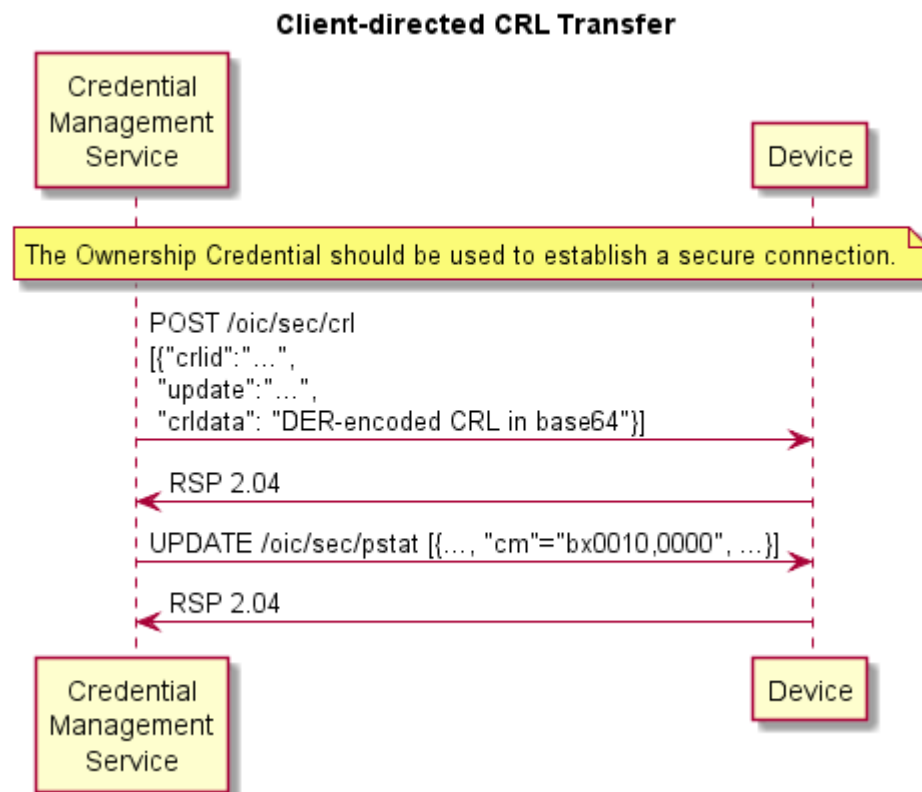 Client-directed CRL Transfer
Credential
Management
Service
Device
The Ownership Credential should be used to establish a secure connection.
POST /oic/sec/crl
[{"crlid":"...",
"update":"...",
"crldata": "DER-encoded CRL in base64"}]
RSP 2.04
UPDATE /oic/sec/pstat [{..., "cm"="bx0010,0000", ...}]
RSP 2.04
Credential
Management
Service
Device